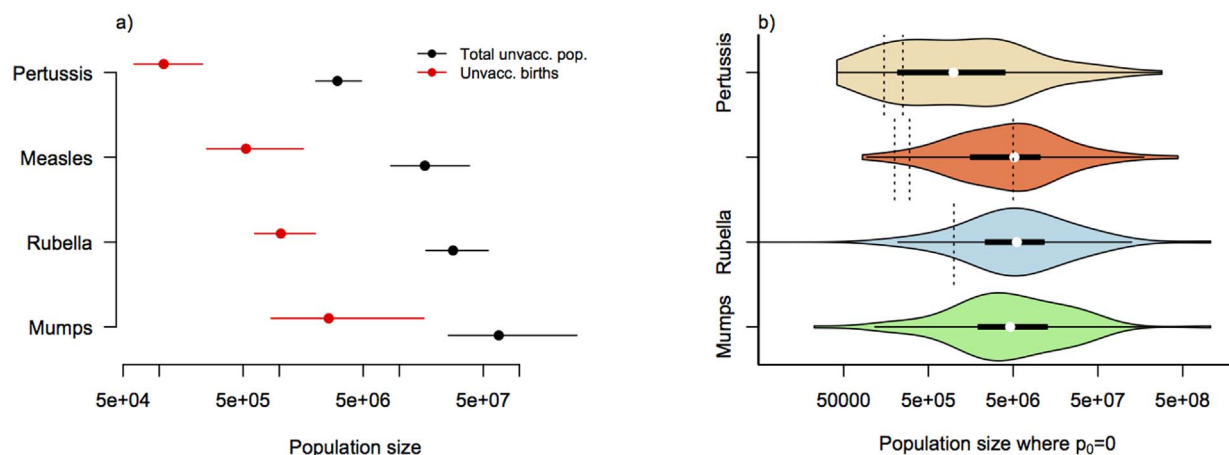 a)
Total unvacc. pop.
Unvacc. births
Pertussis
Measles
Rubella
Mumps
5e+04 5e+05 5e+06 5e+07
Population size
b)
Pertussis
Measles
Rubella
Mumps
50000 5e+05 5e+06 5e+07 5e+08
Population size where p0=0